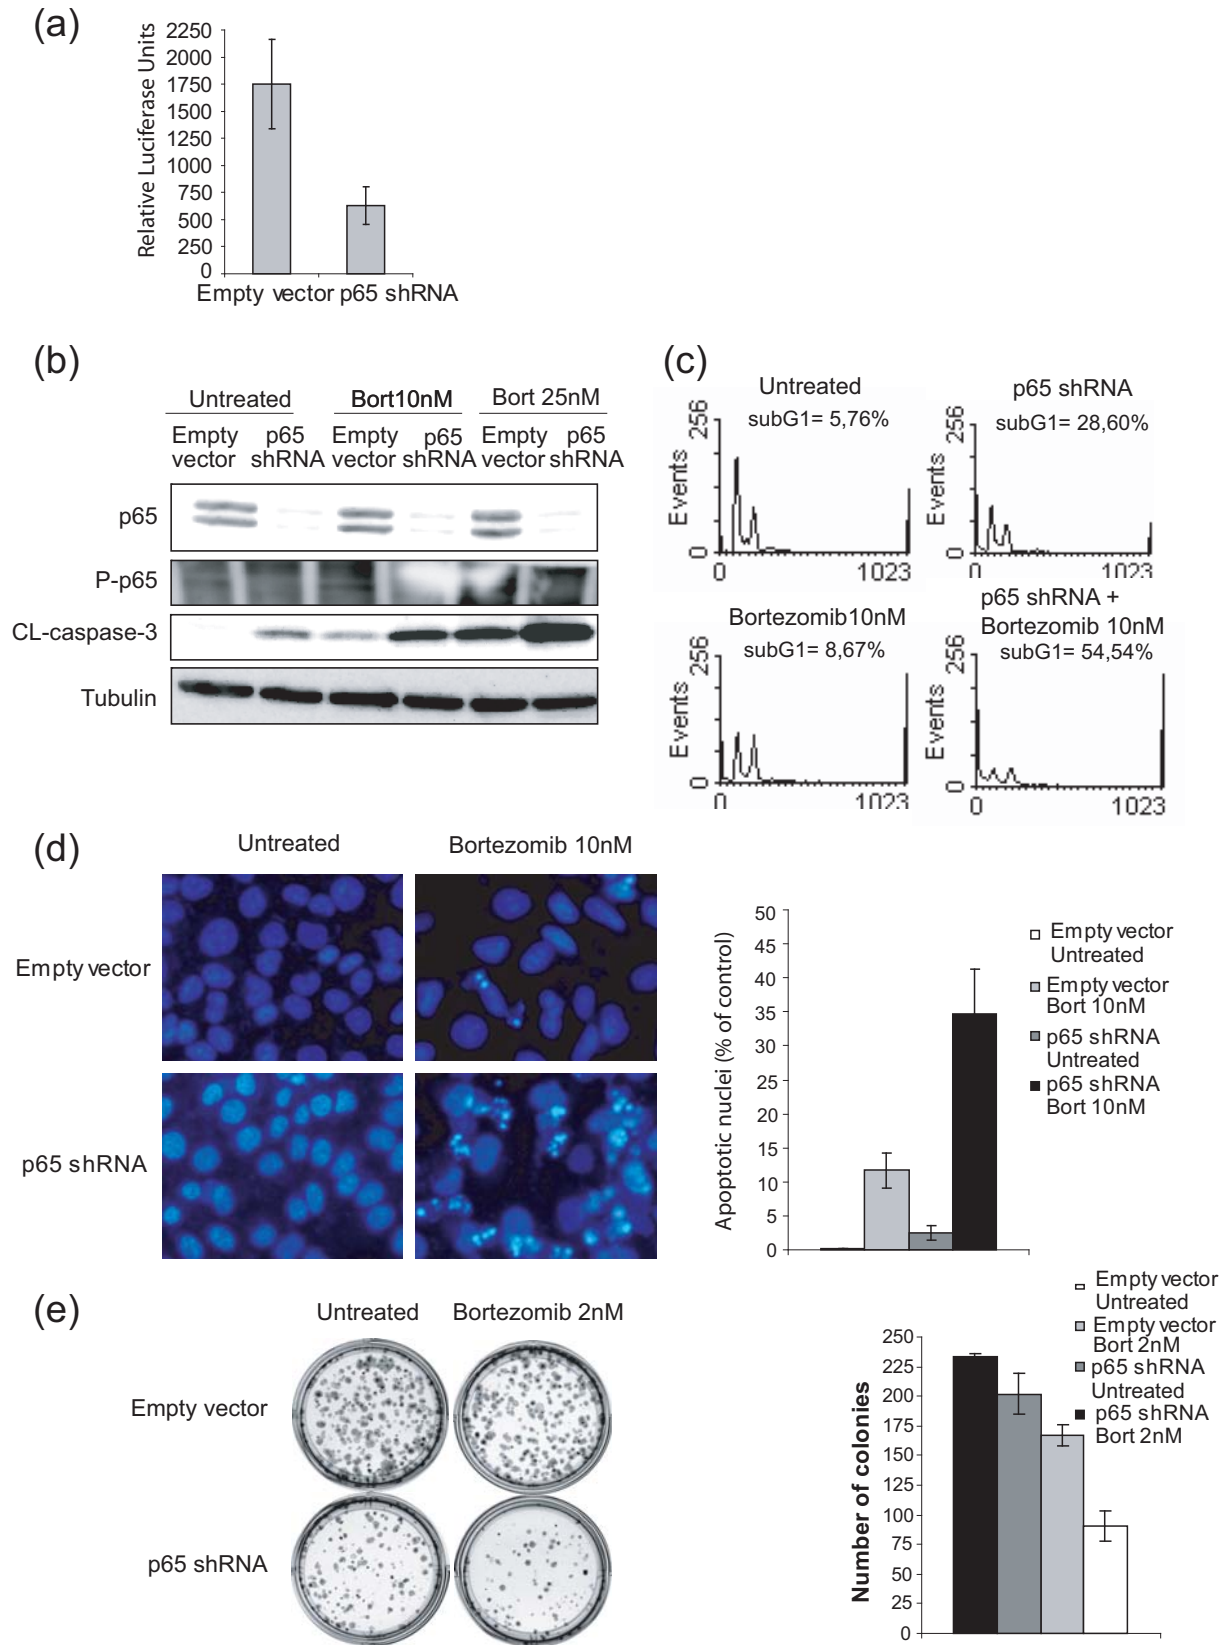 (a)
Relative Luciferase Units
2250
2000
1750
1500
1250
1000
750
500
250
0
Empty vector p65 shRNA
(b)
Untreated Bort10nM Bort 25nM
Empty vector p65 shRNA Empty vector p65 shRNA Empty vector p65 shRNA
p65
P-p65
CL-caspase-3
Tubulin
(c)
Untreated
subG1= 5,76%
Events
256
0
0 1023
p65 shRNA
subG1= 28,60%
Events
256
0
0 1023
Bortezomib10nM
subG1= 8,67%
Events
256
0
0 1023
p65 shRNA +
Bortezomib 10nM
subG1= 54,54%
Events
256
0
0 1023
(d)
Untreated Bortezomib 10nM
Empty vector
p65 shRNA
Apoptotic nuclei (% of control)
50
45
40
35
30
25
20
15
10
5
0
Empty vector
Untreated
Empty vector
Bort 10nM
p65 shRNA
Untreated
p65 shRNA
Bort 10nM
(e)
Untreated Bortezomib 2nM
Empty vector
p65 shRNA
Number of colonies
250
225
200
175
150
125
100
75
50
25
0
Empty vector
Untreated
Empty vector
Bort 2nM
p65 shRNA
Untreated
p65 shRNA
Bort 2nM